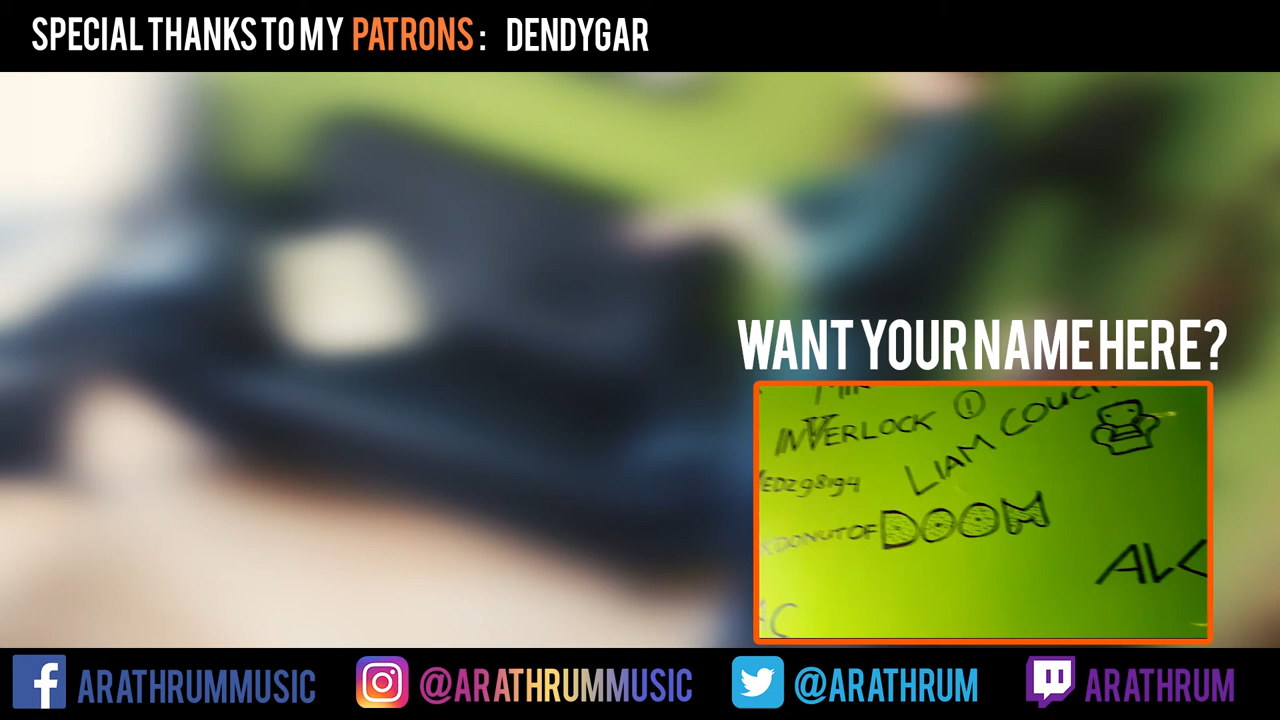 SPECIAL THANKS TO MY PATRONS : DENDYGAR
WANT YOUR NAME HERE?
INVERLOCK
LIAM COUCH
DOOM
ARATHRUMMUSIC
@ARATHRUMMUSIC
@ARATHRUM
ARATHRUM